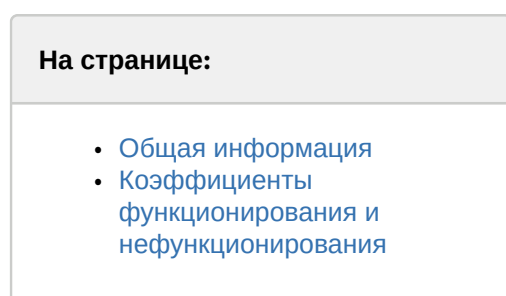 На странице:
• Общая информация
• Коэффициенты
функционирования и
нефункционирования